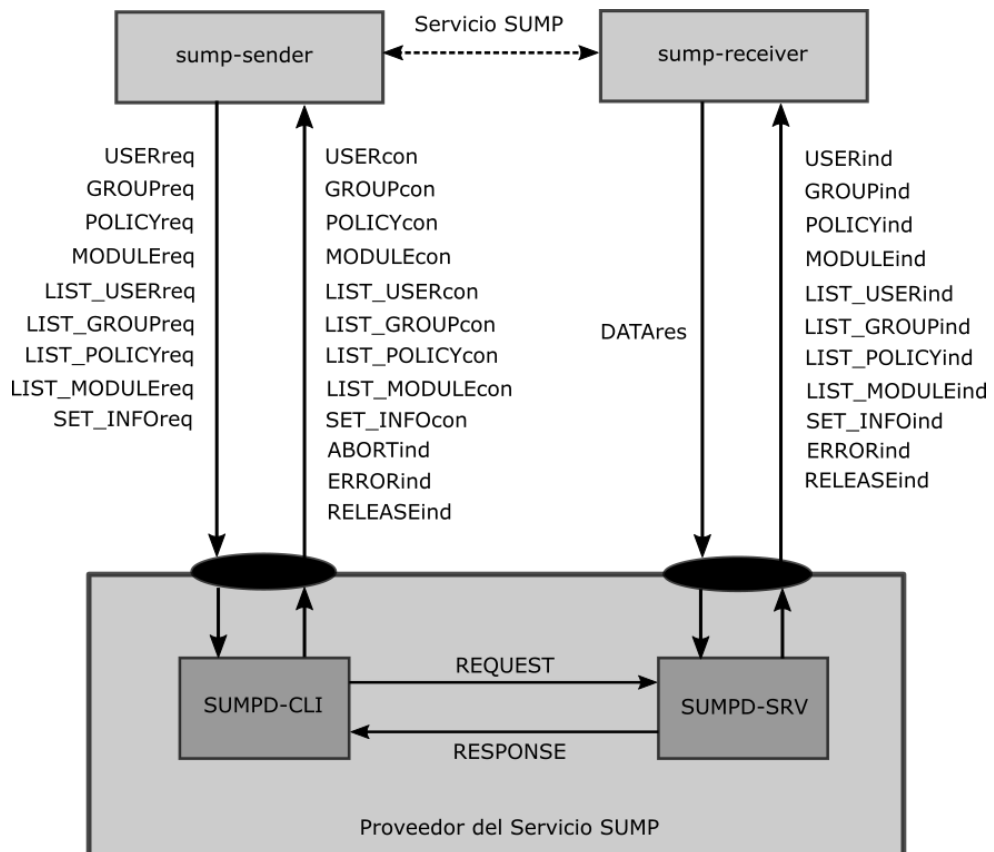 Servicio SUMP
sump-sender
sump-receiver
USERreq
GROUPreq
POLICYreq
MODULEreq
LIST_USERreq
LIST_GROUPreq
LIST_POLICYreq
LIST_MODULEreq
SET_INFOreq
USERcon
GROUPcon
POLICYcon
MODULEcon
LIST_USERcon
LIST_GROUPcon
LIST_POLICYcon
LIST_MODULEcon
SET_INFOcon
ABORTind
ERRORind
RELEASEind
DATAres
USERind
GROUPind
POLICYind
MODULEind
LIST_USERind
LIST_GROUPind
LIST_POLICYind
LIST_MODULEind
SET_INFOind
ERRORind
RELEASEind
SUMPD-CLI
REQUEST
RESPONSE
SUMPD-SRV
Proveedor del Servicio SUMP